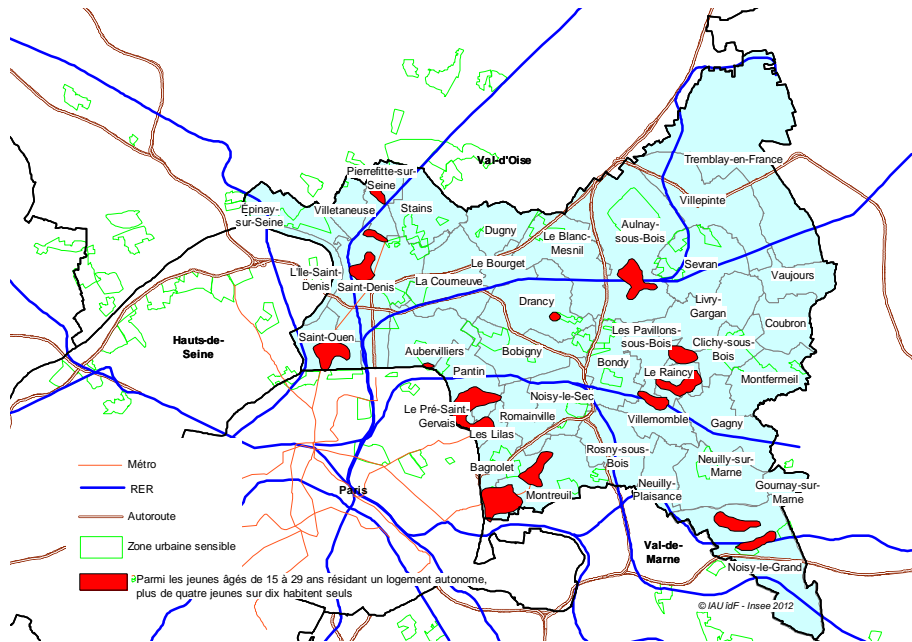 Val-d'Oise
Tremblay-en-France
Pierrefitte-sur-
Seine
Villepinte
Épinay-
sur-Seine
Villetaneuse
Stains
Dugny
Le Blanc-
Mesnil
Aulnay-
sous-Bois
Sevran
Vaujours
L'Ile-Saint-
Denis
Saint-Denis
La Courneuve
Le Bourget
Drancy
Livry-
Gargan
Coubron
Hauts-de-
Seine
Saint-Ouen
Aubervilliers
Bobigny
Les Pavillons-
sous-Bois
Clichy-sous-
Bois
Bondy
Pantin
Le Raincy
Montfermeil
Le Pré-Saint-
Gervais
Romainville
Noisy-le-Sec
Villemomble
Gagny
Les Lilas
Bagnolet
Rosny-sous-
Bois
Neuilly-sur-
Marne
Montreuil
Neuilly-
Plaisance
Gournay-sur-
Marne
Paris
Val-de-
Marne
Noisy-le-Grand
Métro
RER
Autoroute
Zone urbaine sensible
Parmi les jeunes âgés de 15 à 29 ans résidant un logement autonome,
plus de quatre jeunes sur dix habitent seuls
© IAU îdF - Insee 2012